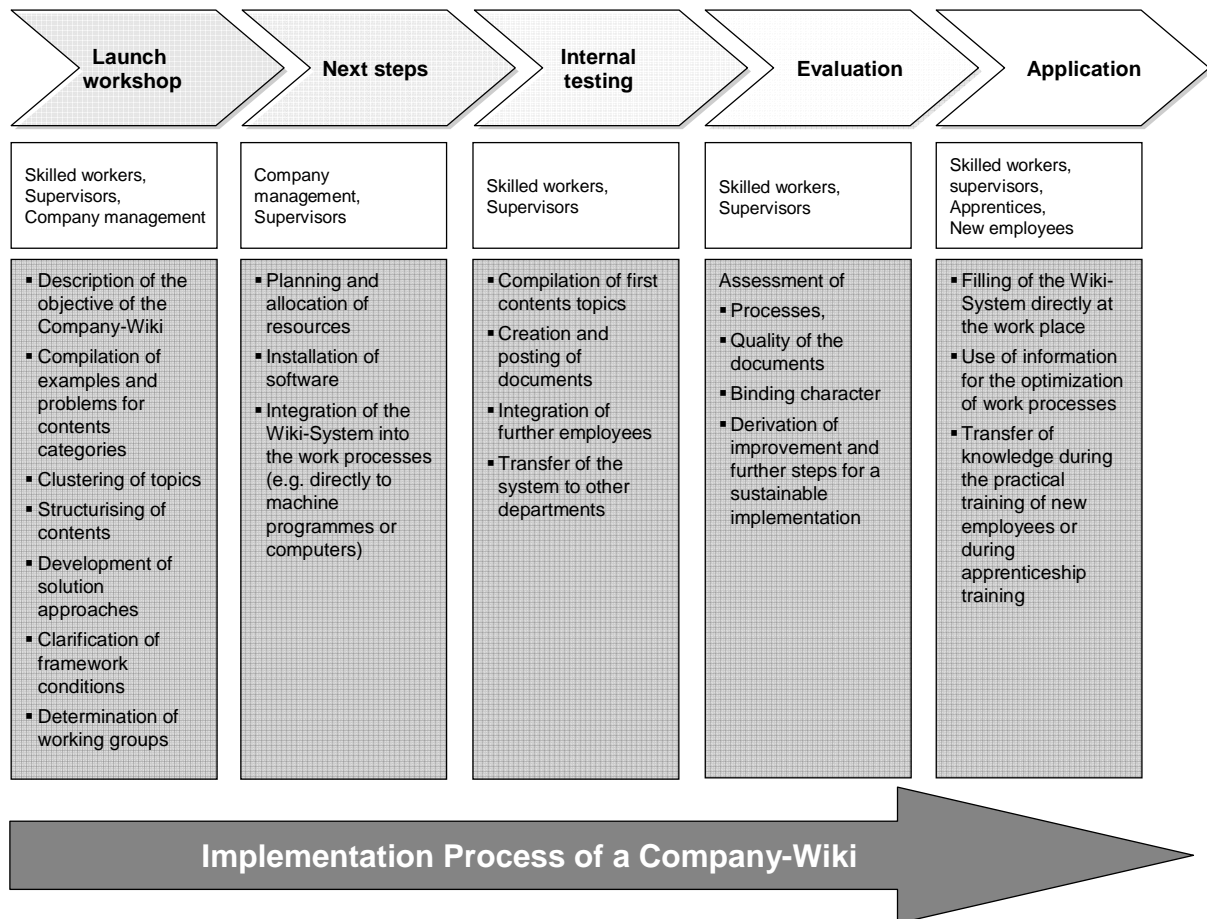 Launch
workshop
Next steps
Internal
testing
Evaluation
Application
Skilled workers,
Supervisors,
Company management
Company
management,
Supervisors
Skilled workers,
Supervisors
Skilled workers,
Supervisors
Skilled workers,
supervisors,
Apprentices,
New employees
▪ Description of the
objective of the
Company-Wiki
▪ Compilation of
examples and
problems for
contents
categories
▪ Clustering of topics
▪ Structurising of
contents
▪ Development of
solution
approaches
▪ Clarification of
framework
conditions
▪ Determination of
working groups
▪ Planning and
allocation of
resources
▪ Installation of
software
▪ Integration of the
Wiki-System into
the work processes
(e.g. directly to
machine
programmes or
computers)
▪ Compilation of first
contents topics
▪ Creation and
posting of
documents
▪ Integration of
further employees
▪ Transfer of the
system to other
departments
Assessment of
▪ Processes,
▪ Quality of the
documents
▪ Binding character
▪ Derivation of
improvement and
further steps for a
sustainable
implementation
▪ Filling of the Wiki-
System directly at
the work place
▪ Use of information
for the optimization
of work processes
▪ Transfer of
knowledge during
the practical
training of new
employees or
during
apprenticeship
training
Implementation Process of a Company-Wiki